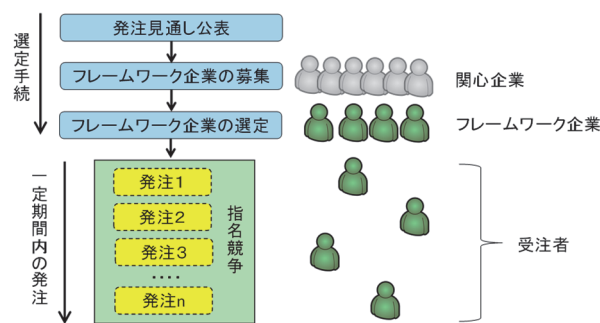 選定手続
発注見通し公表
フレームワーク企業の募集
関心企業
フレームワーク企業の選定
フレームワーク企業
一定期間内の発注
発注1
発注2
発注3
‥‥
発注n
指名競争
受注者